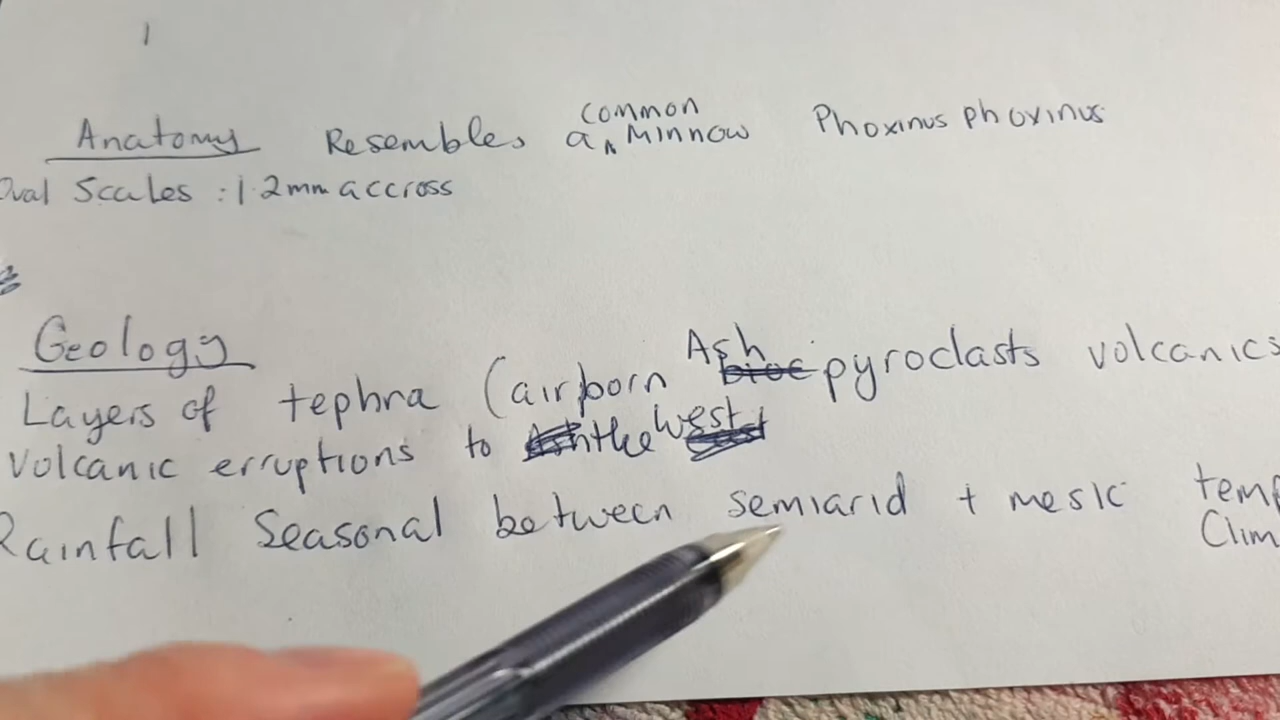 1
Anatomy Resembles a common Minnow Phoxinus phoxinus
Oval Scales : 1.2mm accross
Geology
Layers of tephra (airborn Ash pyroclasts volcanics
Volcanic erruptions to the West
Rainfall Seasonal between semiarid + mesic temp
Clim